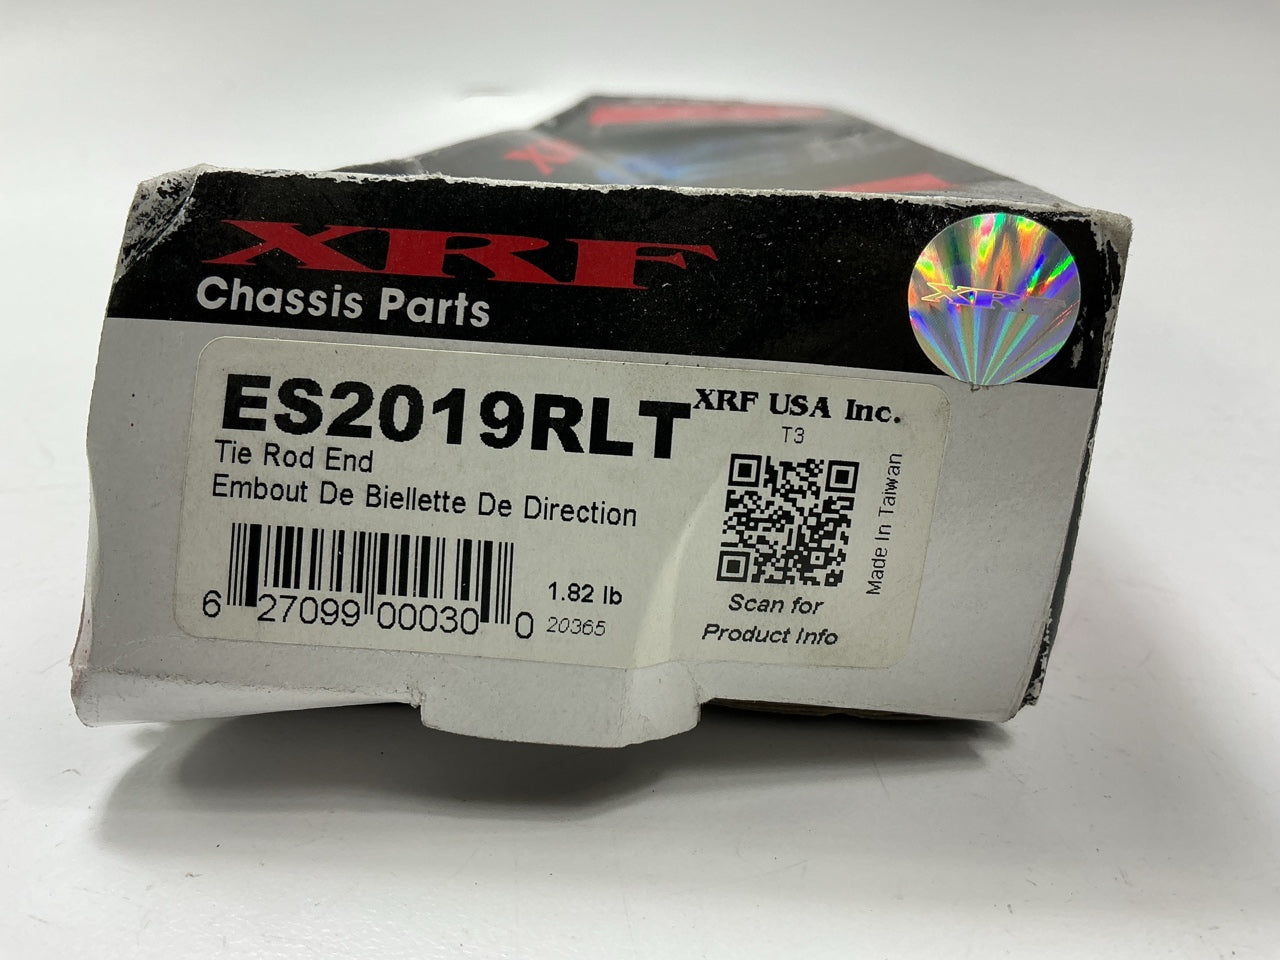 XRF
XRF
Chassis Parts
XRF
ES2019RLT
XRF USA Inc.
T3
Tie Rod End
Embout De Biellette De Direction
Made In Taiwan
6 27099 00030 0
1.82 lb
20365
Scan for
Product Info